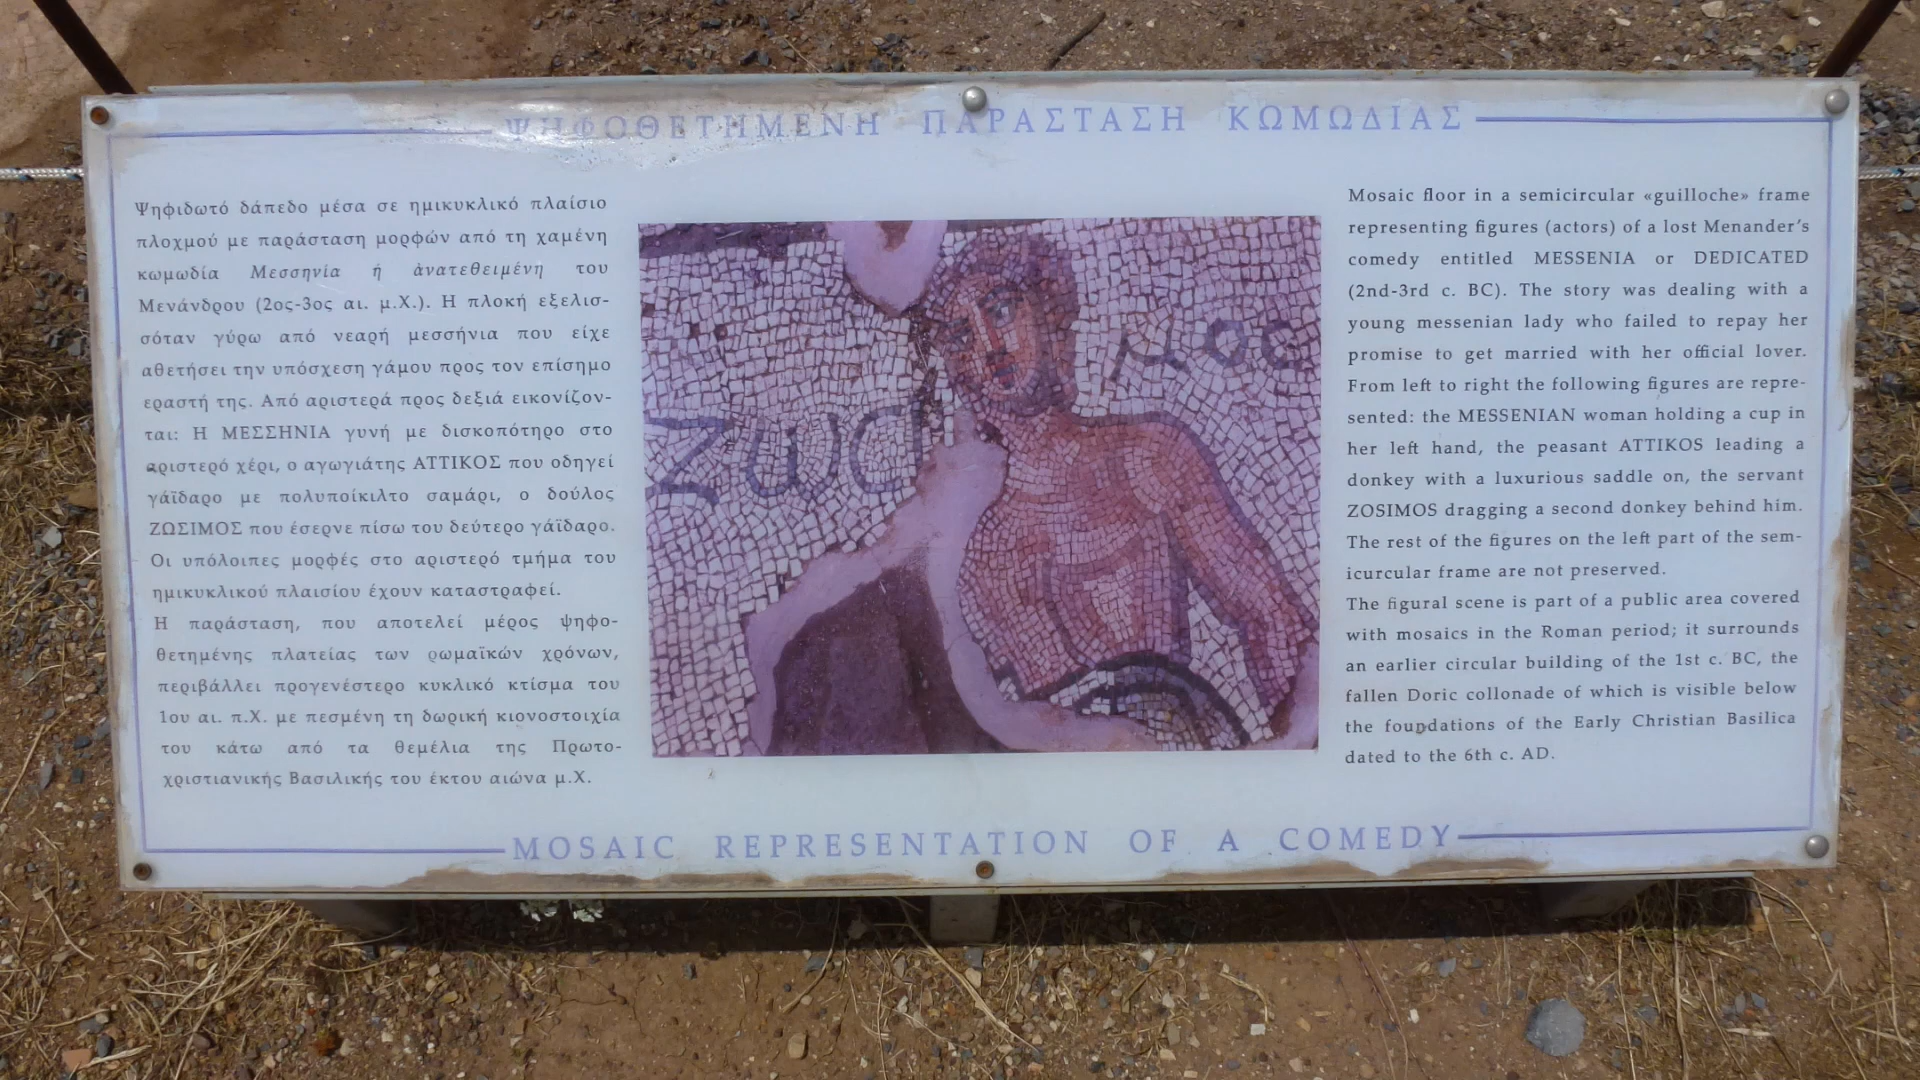 ΨΗΦΟΘΕΤΗΜΕΝΗ ΠΑΡΑΣΤΑΣΗ ΚΩΜΩΔΙΑΣ
Ψηφιδωτό δάπεδο μέσα σε ημικυκλικό πλαίσιο
πλοχμού με παράσταση μορφών από τη χαμένη
κωμωδία Μεσσηνία ή ἀνατεθειμένη του
Μενάνδρου (2ος-3ος αι. μ.Χ.). Η πλοκή εξελισ-
σόταν γύρω από νεαρή μεσσήνια που είχε
αθετήσει την υπόσχεση γάμου προς τον επίσημο
εραστή της. Από αριστερά προς δεξιά εικονίζον-
ται: Η ΜΕΣΣΗΝΙΑ γυνή με δισκοπότηρο στο
αριστερό χέρι, ο αγωγιάτης ΑΤΤΙΚΟΣ που οδηγεί
γάϊδαρο με πολυποίκιλτο σαμάρι, ο δούλος
ΖΩΣΙΜΟΣ που έσερνε πίσω του δεύτερο γάϊδαρο.
Οι υπόλοιπες μορφές στο αριστερό τμήμα του
ημικυκλικού πλαισίου έχουν καταστραφεί.
Η παράσταση, που αποτελεί μέρος ψηφο-
θετημένης πλατείας των ρωμαϊκών χρόνων,
περιβάλλει προγενέστερο κυκλικό κτίσμα του
1ου αι. π.Χ. με πεσμένη τη δωρική κιονοστοιχία
του κάτω από τα θεμέλια της Πρωτο-
χριστιανικής Βασιλικής του έκτου αιώνα μ.Χ.
ζωσ
μος
Mosaic floor in a semicircular «guilloche» frame
representing figures (actors) of a lost Menander's
comedy entitled MESSENIA or DEDICATED
(2nd-3rd c. BC). The story was dealing with a
young messenian lady who failed to repay her
promise to get married with her official lover.
From left to right the following figures are repre-
sented: the MESSENIAN woman holding a cup in
her left hand, the peasant ATTIKOS leading a
donkey with a luxurious saddle on, the servant
ZOSIMOS dragging a second donkey behind him.
The rest of the figures on the left part of the sem-
icurcular frame are not preserved.
The figural scene is part of a public area covered
with mosaics in the Roman period; it surrounds
an earlier circular building of the 1st c. BC, the
fallen Doric collonade of which is visible below
the foundations of the Early Christian Basilica
dated to the 6th c. AD.
MOSAIC REPRESENTATION OF A COMEDY